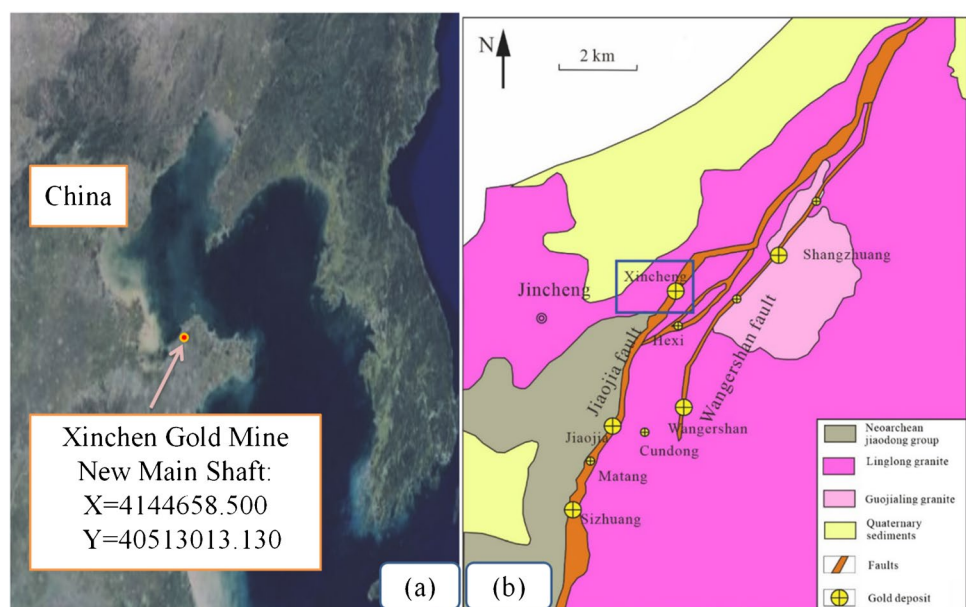 China
Xinchen Gold Mine
New Main Shaft:
X=4144658.500
Y=40513013.130
(a)
(b)
N
2 km
Xincheng
Shangzhuang
Jincheng
Hexi
Jiaojia fault
Wangershan fault
Jiaojia
Wangershan
Cundong
Matang
Sizhuang
Neoarchean
jiaodong group
Linglong granite
Guojialing granite
Quaternary
sediments
Faults
Gold deposit